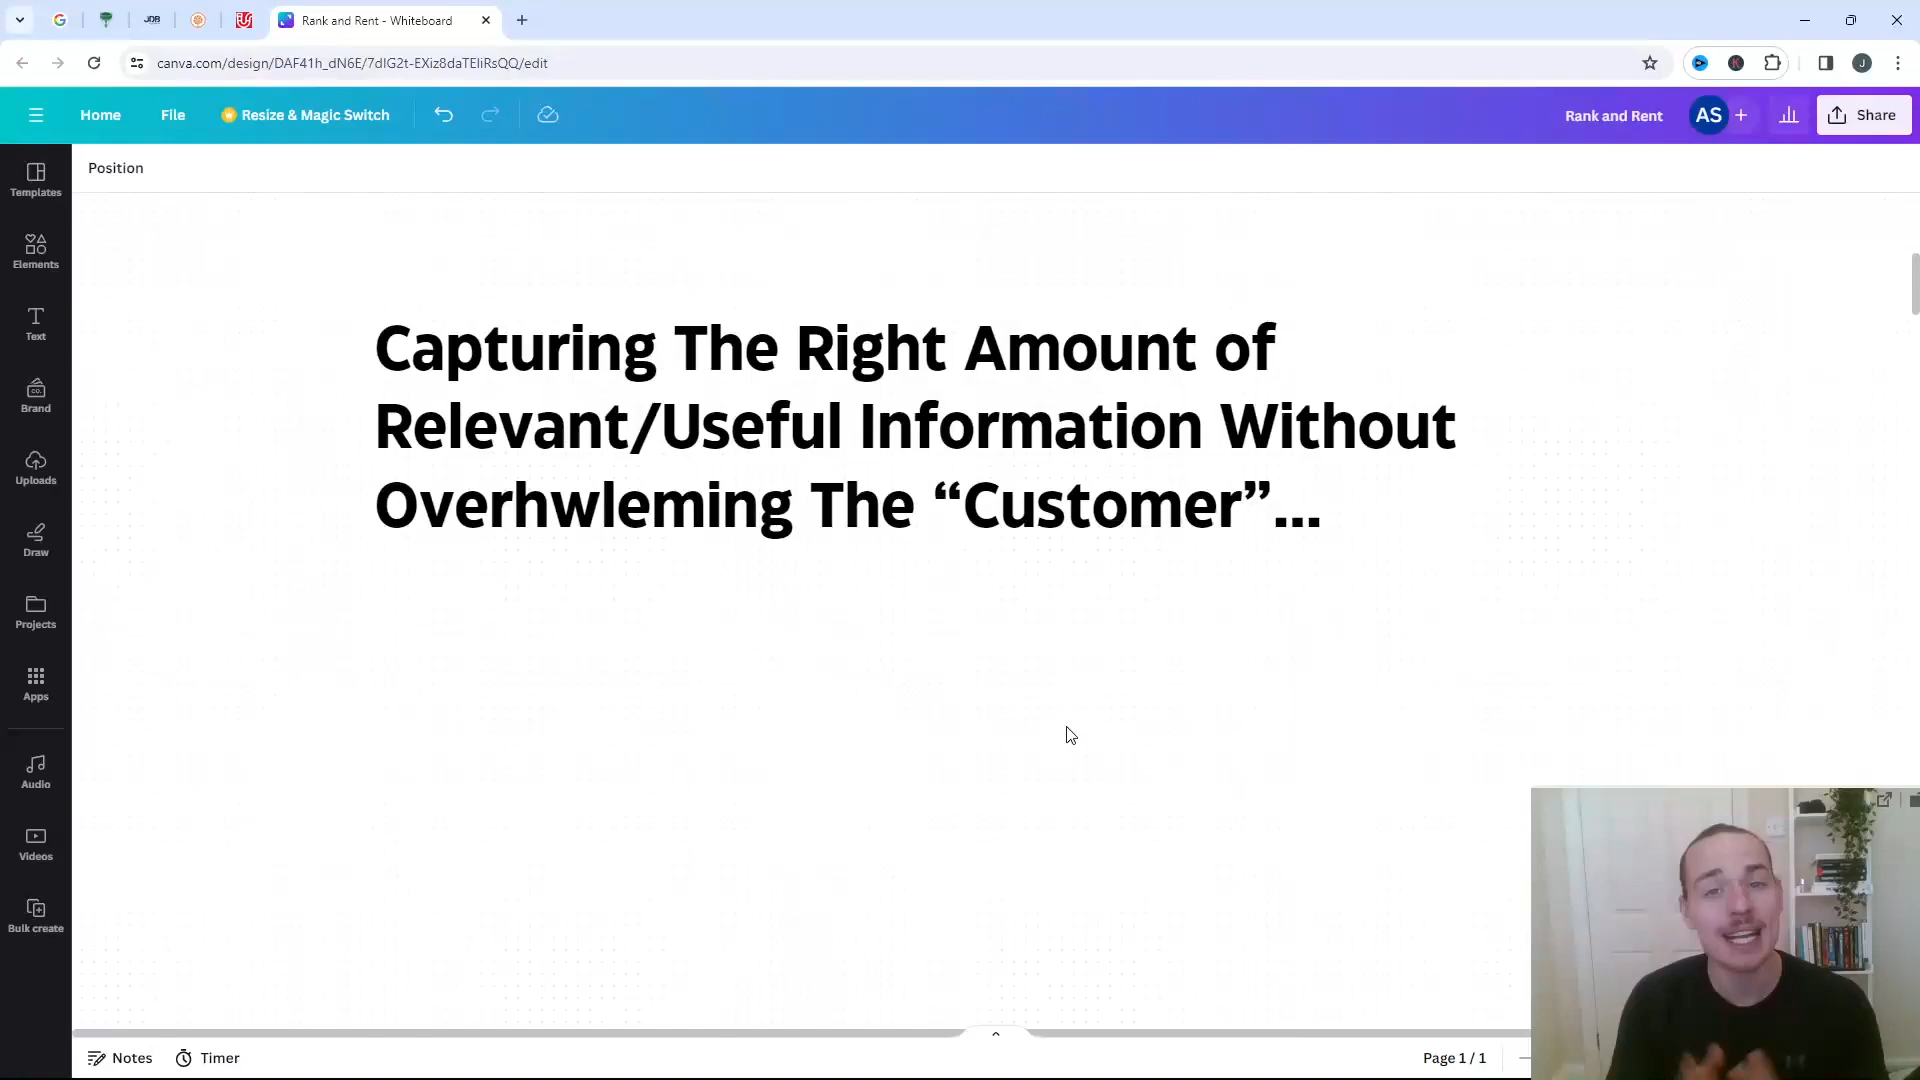 Rank and Rent - Whiteboard
canva.com/design/DAF41h_dN6E/7dlG2t-EXiz8daTEliRsQQ/edit
J
Home
File
Resize & Magic Switch
Rank and Rent
AS
Share
Position
Templates
Elements
Text
Brand
Uploads
Draw
Projects
Apps
Audio
Videos
Bulk create
Capturing The Right Amount of
Relevant/Useful Information Without
Overhwleming The “Customer”...
Notes
Timer
Page 1 / 1